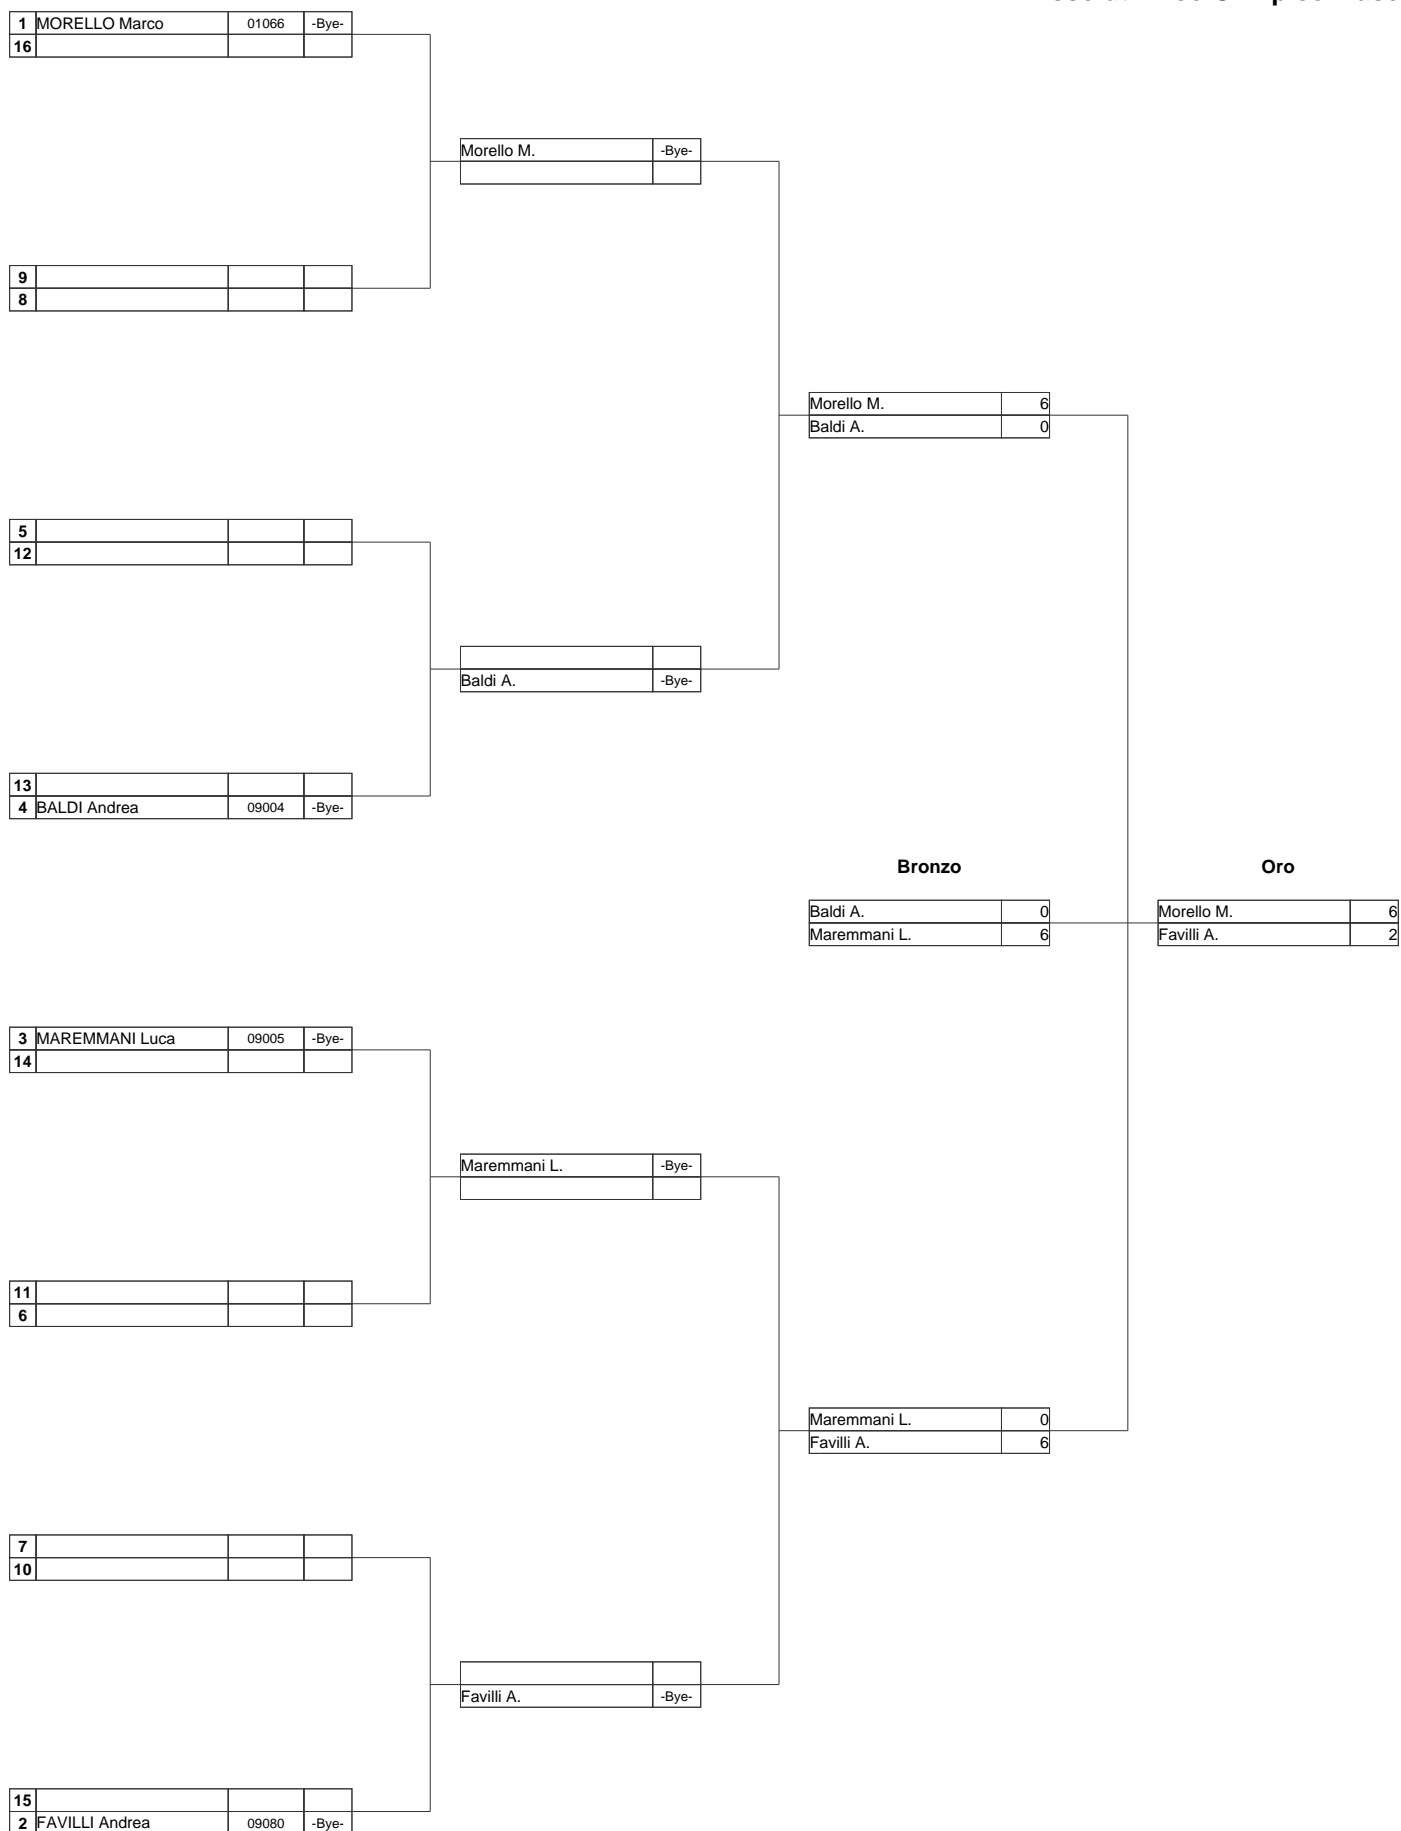 1 MORELLO Marco 01066 -Bye-
16
Morello M. -Bye-
9
8
Morello M. 6
Baldi A. 0
5
12
Baldi A. -Bye-
13
4 BALDI Andrea 09004 -Bye-
Bronzo Oro
Baldi A. 0 Morello M. 6
Maremmani L. 6 Favilli A. 2
3 MAREMMANI Luca 09005 -Bye-
14
Maremmani L. -Bye-
11
6
Maremmani L. 0
Favilli A. 6
7
10
Favilli A. -Bye-
15
2 FAVILLI Andrea 09080 -Bye-